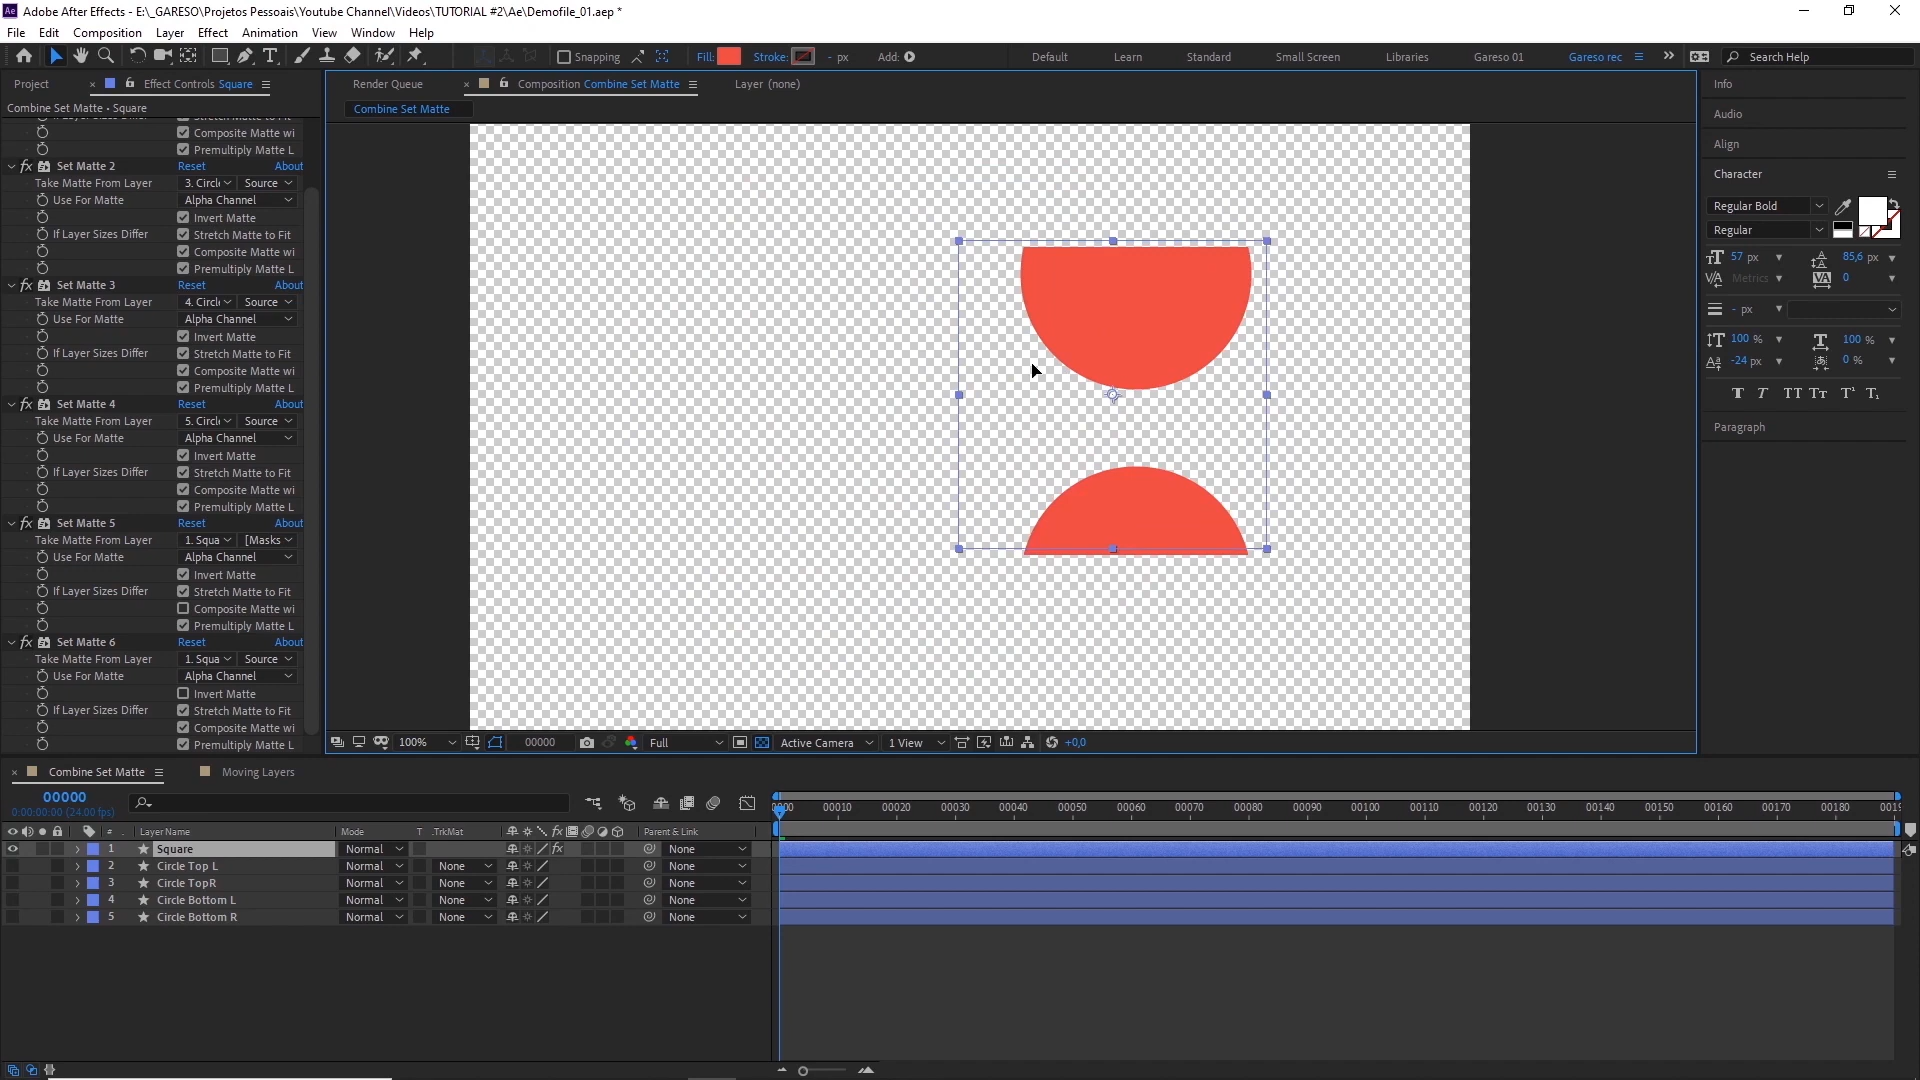 Adobe After Effects - E:\_GARESO\Projetos Pessoais\Youtube Channel\Videos\TUTORIAL #2\Ae\Demofile_01.aep *
File Edit Composition Layer Effect Animation View Window Help
Snapping Fill: Stroke: - px Add: Default Learn Standard Small Screen Libraries Gareso 01 Gareso rec Search Help
Project Effect Controls Square
Combine Set Matte • Square
Composite Matte wi
Premultiply Matte L
Set Matte 2 Reset About
Take Matte From Layer 3. Circl Source
Use For Matte Alpha Channel
Invert Matte
If Layer Sizes Differ Stretch Matte to Fit
Composite Matte wi
Premultiply Matte L
Set Matte 3 Reset About
Take Matte From Layer 4. Circl Source
Use For Matte Alpha Channel
Invert Matte
If Layer Sizes Differ Stretch Matte to Fit
Composite Matte wi
Premultiply Matte L
Set Matte 4 Reset About
Take Matte From Layer 5. Circl Source
Use For Matte Alpha Channel
Invert Matte
If Layer Sizes Differ Stretch Matte to Fit
Composite Matte wi
Premultiply Matte L
Set Matte 5 Reset About
Take Matte From Layer 1. Squa [Masks
Use For Matte Alpha Channel
Invert Matte
If Layer Sizes Differ Stretch Matte to Fit
Composite Matte wi
Premultiply Matte L
Set Matte 6 Reset About
Take Matte From Layer 1. Squa Source
Use For Matte Alpha Channel
Invert Matte
If Layer Sizes Differ Stretch Matte to Fit
Composite Matte wi
Premultiply Matte L
Render Queue Composition Combine Set Matte Layer (none)
Combine Set Matte
100% 00000 Full Active Camera 1 View +0,0
Info
Audio
Align
Character
Regular Bold
Regular
57 px 85,6 px
Metrics 0
- px
100 % 100 %
-24 px 0 %
Paragraph
Combine Set Matte Moving Layers
00000
0:00:00:00 (24.00 fps)
0000 00010 00020 00030 00040 00050 00060 00070 00080 00090 00100 00110 00120 00130 00140 00150 00160 00170 00180 0019
# Layer Name Mode T .TrkMat Parent & Link
1 Square Normal None
2 Circle Top L Normal None None
3 Circle TopR Normal None None
4 Circle Bottom L Normal None None
5 Circle Bottom R Normal None None